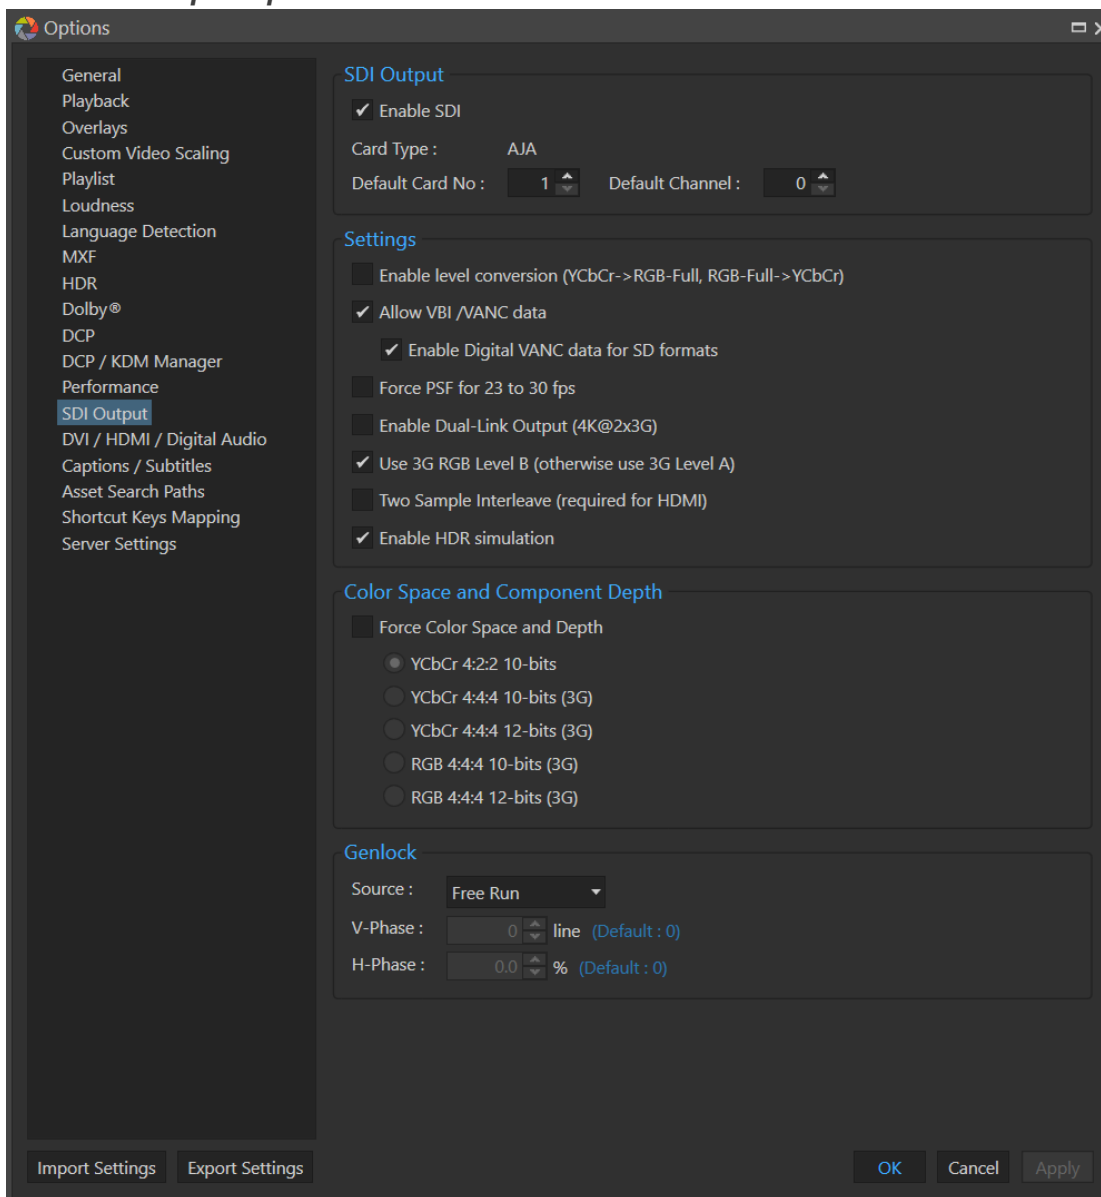 Options
General
Playback
Overlays
Custom Video Scaling
Playlist
Loudness
Language Detection
MXF
HDR
Dolby®
DCP
DCP / KDM Manager
Performance
SDI Output
DVI / HDMI / Digital Audio
Captions / Subtitles
Asset Search Paths
Shortcut Keys Mapping
Server Settings
SDI Output
Enable SDI
Card Type : AJA
Default Card No : 1 Default Channel : 0
Settings
Enable level conversion (YCbCr->RGB-Full, RGB-Full->YCbCr)
Allow VBI /VANC data
Enable Digital VANC data for SD formats
Force PSF for 23 to 30 fps
Enable Dual-Link Output (4K@2x3G)
Use 3G RGB Level B (otherwise use 3G Level A)
Two Sample Interleave (required for HDMI)
Enable HDR simulation
Color Space and Component Depth
Force Color Space and Depth
YCbCr 4:2:2 10-bits
YCbCr 4:4:4 10-bits (3G)
YCbCr 4:4:4 12-bits (3G)
RGB 4:4:4 10-bits (3G)
RGB 4:4:4 12-bits (3G)
Genlock
Source : Free Run
V-Phase : 0 line (Default : 0)
H-Phase : 0.0 % (Default : 0)
Import Settings Export Settings OK Cancel Apply